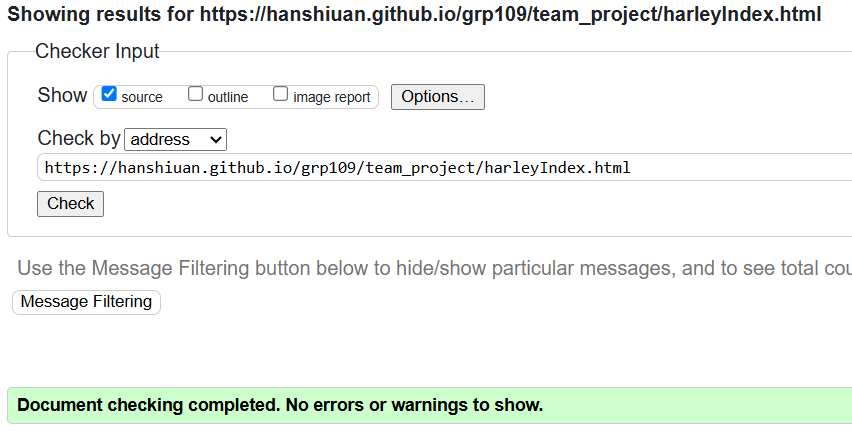 Showing results for https://hanshiuan.github.io/grp109/team_project/harleyIndex.html
Checker Input
Show source outline image report Options...
Check by address
https://hanshiuan.github.io/grp109/team_project/harleyIndex.html
Check
Use the Message Filtering button below to hide/show particular messages, and to see total
Message Filtering
Document checking completed. No errors or warnings to show.